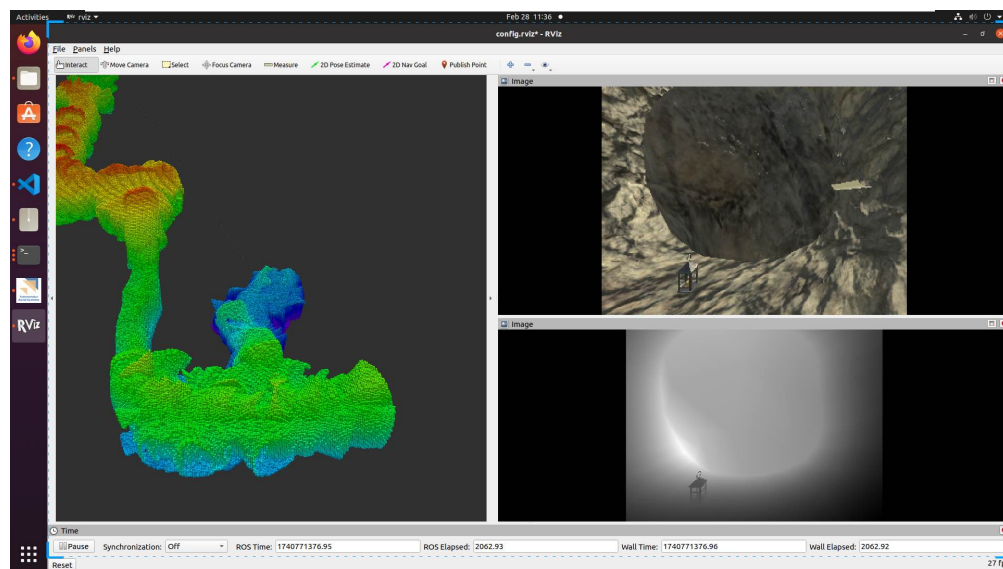 Activities
RViz rviz
Feb 28 11:36
config.rviz* - RViz
File Panels Help
Interact Move Camera Select Focus Camera Measure 2D Pose Estimate 2D Nav Goal Publish Point
Image
Image
RViz
Time
Pause Synchronization: Off ROS Time: 1740771376.95 ROS Elapsed: 2062.93 Wall Time: 1740771376.96 Wall Elapsed: 2062.92
Reset
27 f